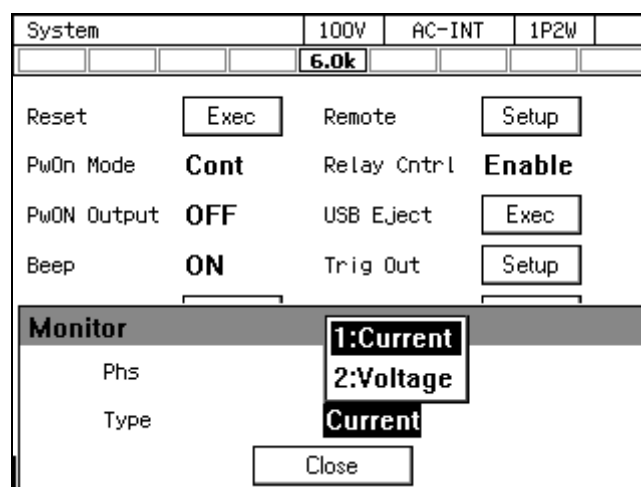 System 100V AC-INT 1P2W
6.0k
Reset Exec Remote Setup
PwOn Mode Cont Relay Cntrl Enable
PwON Output OFF USB Eject Exec
Beep ON Trig Out Setup
Monitor
1:Current
Phs 2:Voltage
Type Current
Close